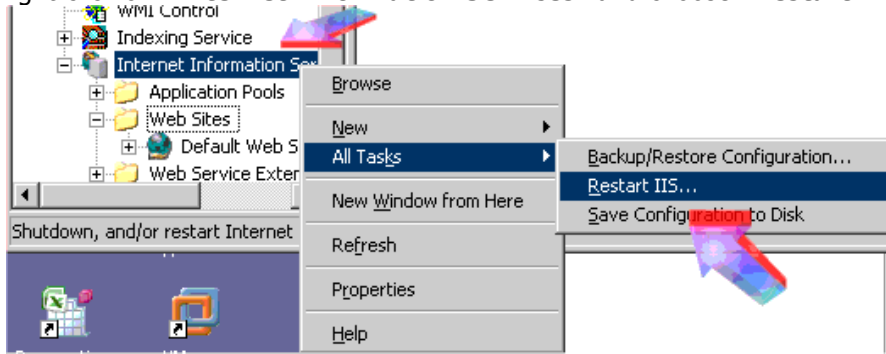 WMI Control
Indexing Service
Internet Information Ser
Application Pools
Web Sites
Default Web S
Web Service Exter
Shutdown, and/or restart Internet
Browse
New
All Tasks
New Window from Here
Refresh
Properties
Help
Backup/Restore Configuration...
Restart IIS...
Save Configuration to Disk